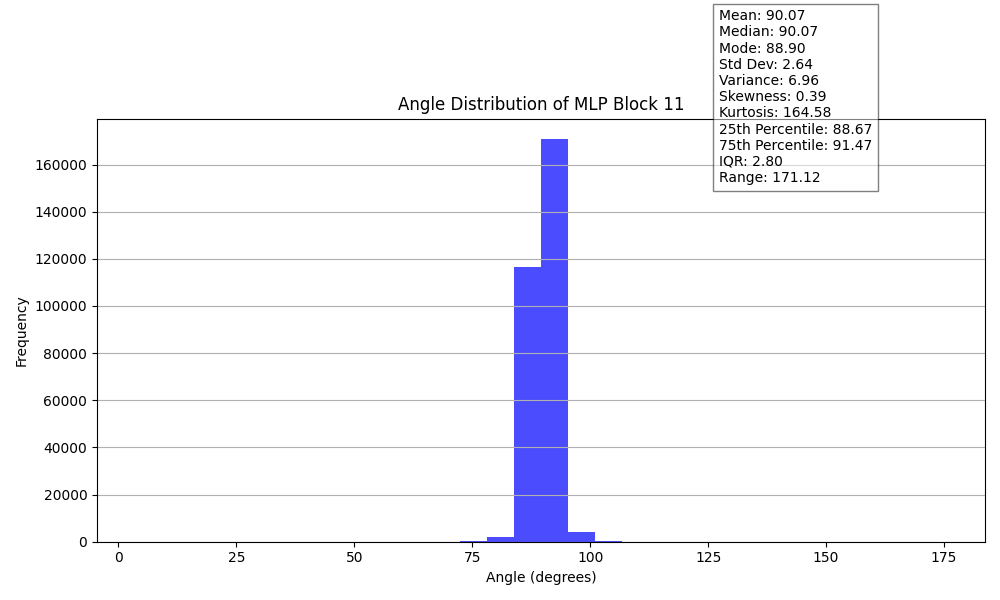 Mean: 90.07
Median: 90.07
Mode: 88.90
Std Dev: 2.64
Variance: 6.96
Skewness: 0.39
Kurtosis: 164.58
25th Percentile: 88.67
75th Percentile: 91.47
IQR: 2.80
Range: 171.12
Angle Distribution of MLP Block 11
160000
140000
120000
100000
80000
60000
40000
20000
0
Frequency
0 25 50 75 100 125 150 175
Angle (degrees)